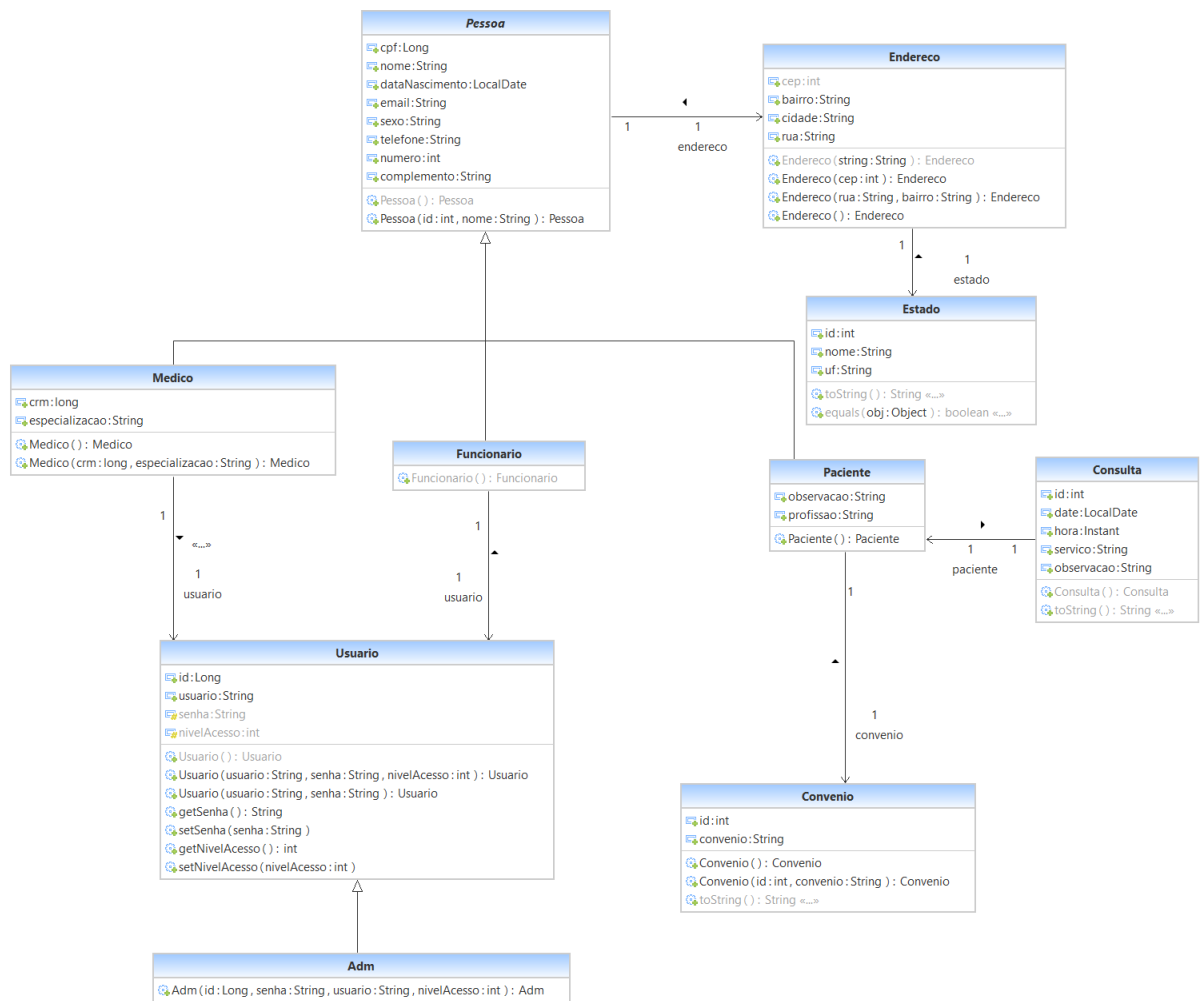 Pessoa
cpf:Long
nome:String
dataNascimento:LocalDate
email:String
sexo:String
telefone:String
numero:int
complemento:String
Pessoa ( ) : Pessoa
Pessoa ( id : int , nome : String ) : Pessoa
1
1
endereco
Endereco
cep:int
bairro:String
cidade:String
rua:String
Endereco ( string : String ) : Endereco
Endereco ( cep : int ) : Endereco
Endereco ( rua : String , bairro : String ) : Endereco
Endereco ( ) : Endereco
1
1
estado
Estado
id:int
nome:String
uf:String
toString ( ) : String «...»
equals ( obj : Object ) : boolean «...»
Medico
crm:long
especializacao:String
Medico ( ) : Medico
Medico ( crm : long , especializacao : String ) : Medico
Funcionario
Funcionario ( ) : Funcionario
Paciente
observacao:String
profissao:String
Paciente ( ) : Paciente
Consulta
id:int
date:LocalDate
hora:Instant
servico:String
observacao:String
Consulta ( ) : Consulta
toString ( ) : String «...»
1
1
paciente
1
«...»
1
usuario
1
1
usuario
1
1
convenio
Usuario
id:Long
usuario:String
senha:String
nivelAcesso:int
Usuario ( ) : Usuario
Usuario ( usuario : String , senha : String , nivelAcesso : int ) : Usuario
Usuario ( usuario : String , senha : String ) : Usuario
getSenha ( ) : String
setSenha ( senha : String )
getNivelAcesso ( ) : int
setNivelAcesso ( nivelAcesso : int )
Convenio
id:int
convenio:String
Convenio ( ) : Convenio
Convenio ( id : int , convenio : String ) : Convenio
toString ( ) : String «...»
Adm
Adm ( id : Long , senha : String , usuario : String , nivelAcesso : int ) : Adm